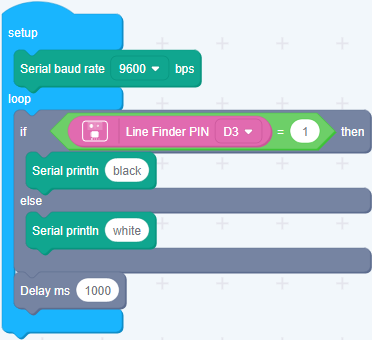 setup
Serial baud rate 9600 bps
loop
if Line Finder PIN D3 = 1 then
Serial println black
else
Serial println white
Delay ms 1000